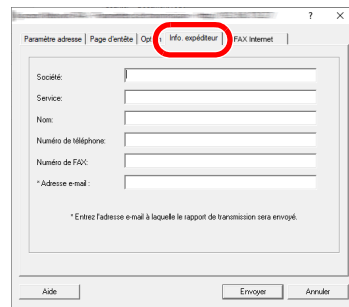 ? ×
Paramètre adresse Page d'entête Info. expéditeur FAX Internet
Société:
Service:
Nom:
Numéro de téléphone:
Numéro de FAX:
* Adresse e-mail :
* Entrez l'adresse e-mail à laquelle le rapport de transmission sera envoyé.
Aide Envoyer Annuler